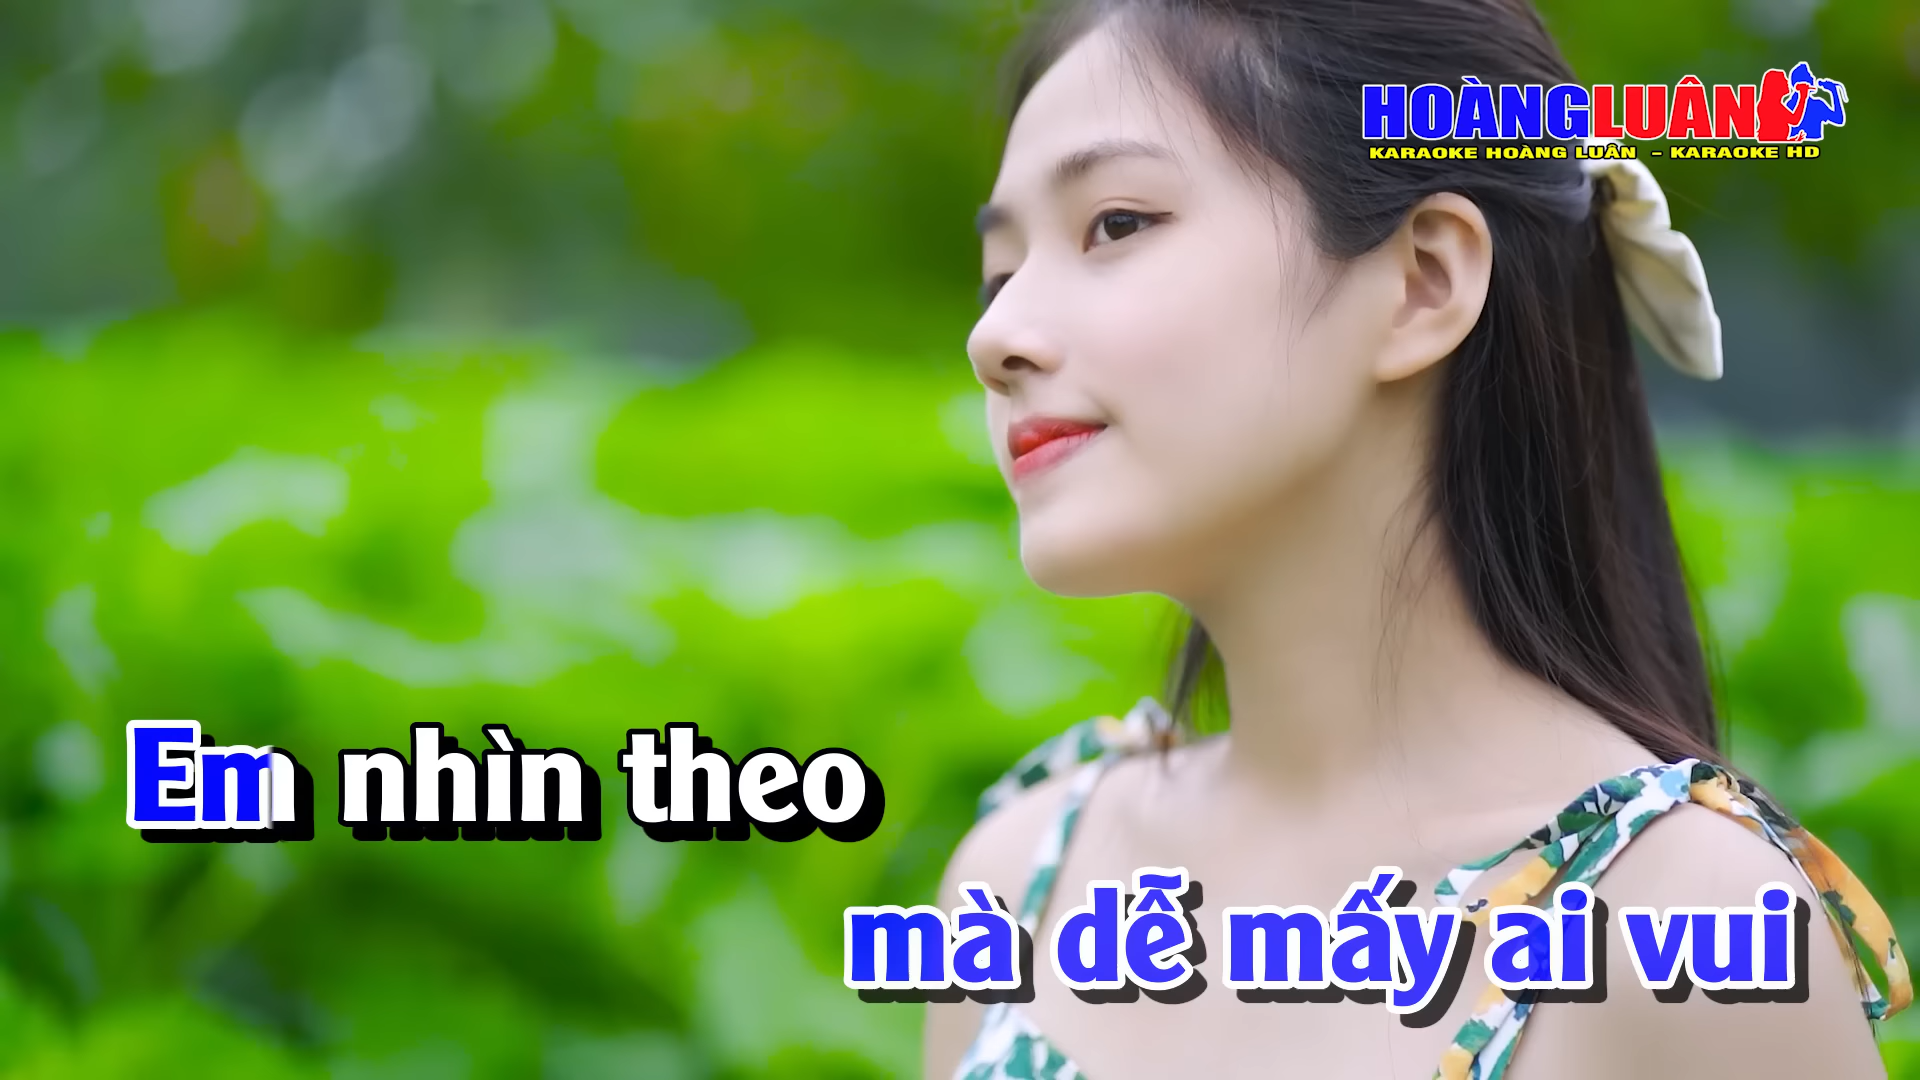 HOÀNGLUÂN
KARAOKE HOÀNG LUÂN - KARAOKE HD
Em nhìn theo
mà dễ mấy ai vui